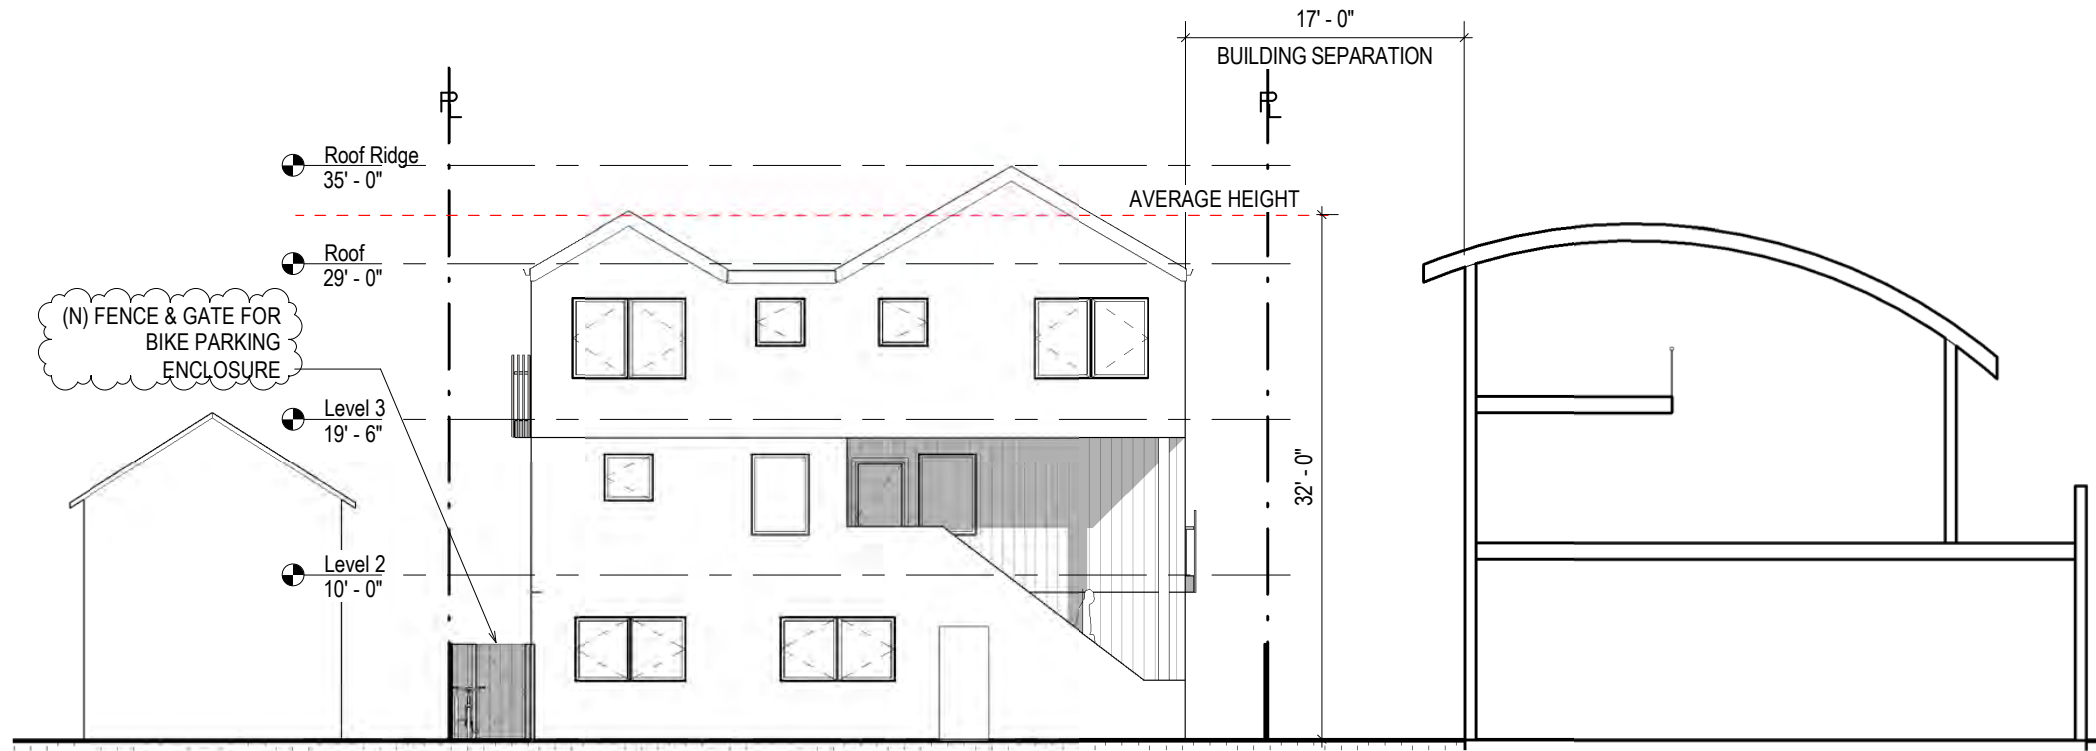 17' - 0"
BUILDING SEPARATION
PL
PL
Roof Ridge
35' - 0"
AVERAGE HEIGHT
Roof
29' - 0"
(N) FENCE & GATE FOR
BIKE PARKING
ENCLOSURE
Level 3
19' - 6"
32' - 0"
Level 2
10' - 0"